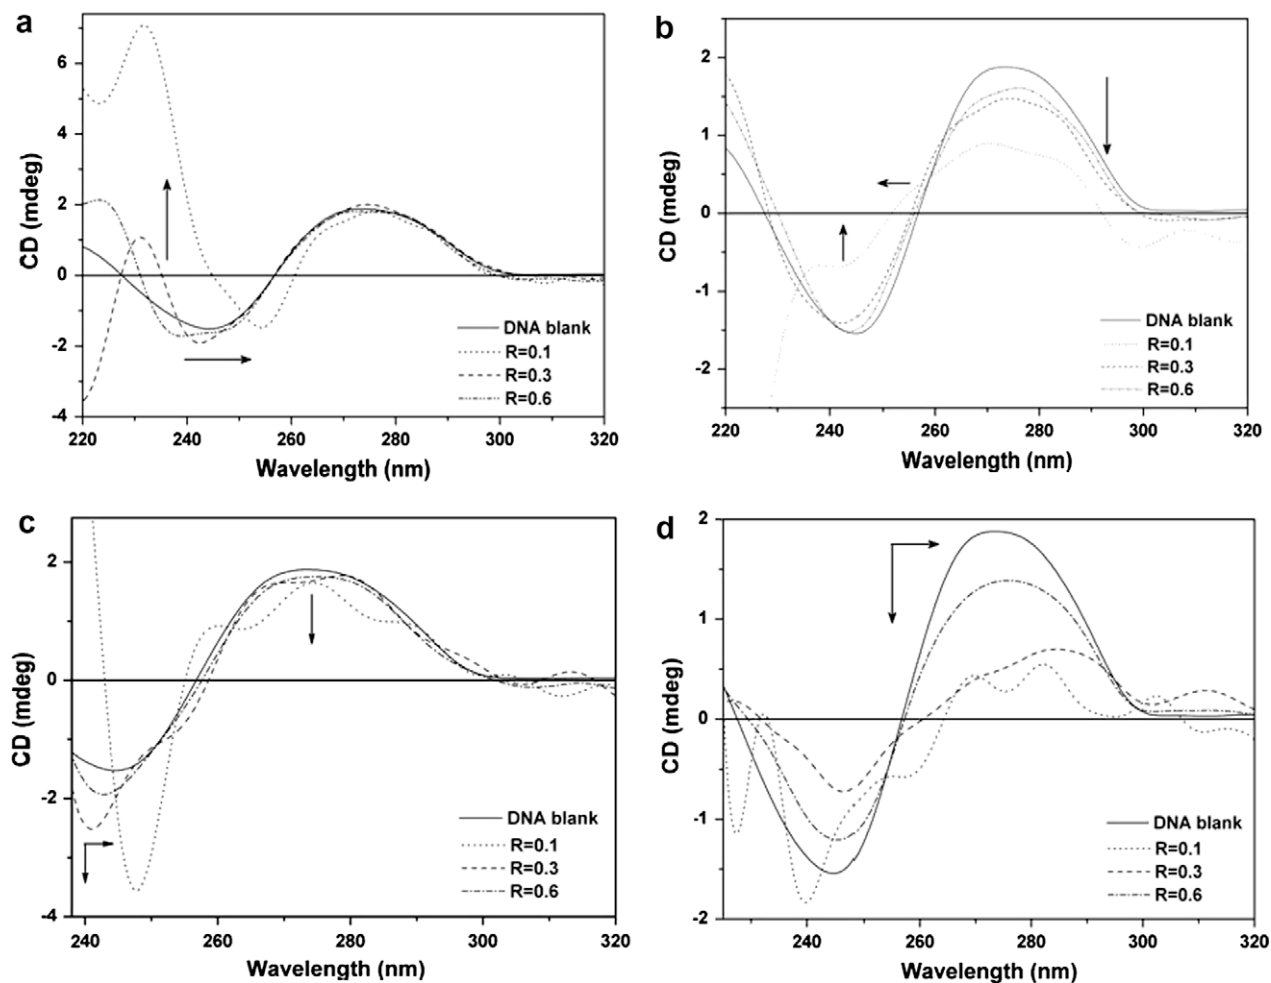 a
CD (mdeg)
6
4
2
0
-2
-4
220 240 260 280 300 320
Wavelength (nm)
DNA blank
R=0.1
R=0.3
R=0.6
b
CD (mdeg)
2
1
0
-1
-2
220 240 260 280 300 320
Wavelength (nm)
DNA blank
R=0.1
R=0.3
R=0.6
c
CD (mdeg)
2
0
-2
-4
240 260 280 300 320
Wavelength (nm)
DNA blank
R=0.1
R=0.3
R=0.6
d
CD (mdeg)
2
1
0
-1
-2
240 260 280 300 320
Wavelength (nm)
DNA blank
R=0.1
R=0.3
R=0.6